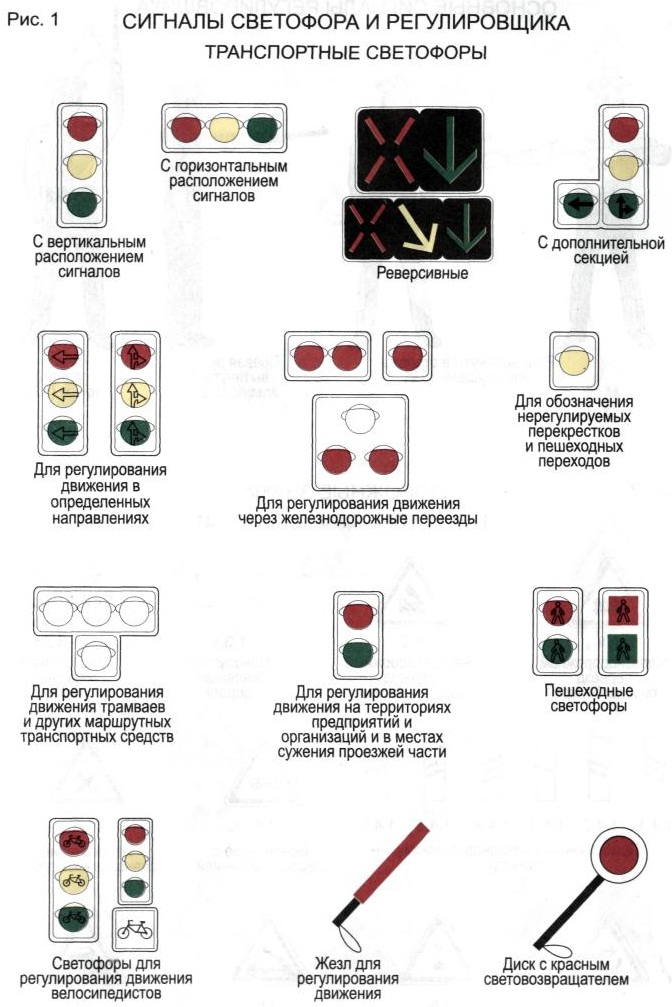 Рис. 1
СИГНАЛЫ СВЕТОФОРА И РЕГУЛИРОВЩИКА
ТРАНСПОРТНЫЕ СВЕТОФОРЫ
С вертикальным
расположением
сигналов
С горизонтальным
расположением
сигналов
Реверсивные
С дополнительной
секцией
Для регулирования
движения в
определенных
направлениях
Для регулирования движения
через железнодорожные переезды
Для обозначения
нерегулируемых
перекрестков
и пешеходных
переходов
Для регулирования
движения трамваев
и других маршрутных
транспортных средств
Для регулирования
движения на территориях
предприятий и
организаций и в местах
сужения проезжей части
Пешеходные
светофоры
Светофоры для
регулирования движения
велосипедистов
Жезл для
регулирования
движения
Диск с красным
световозвращателем